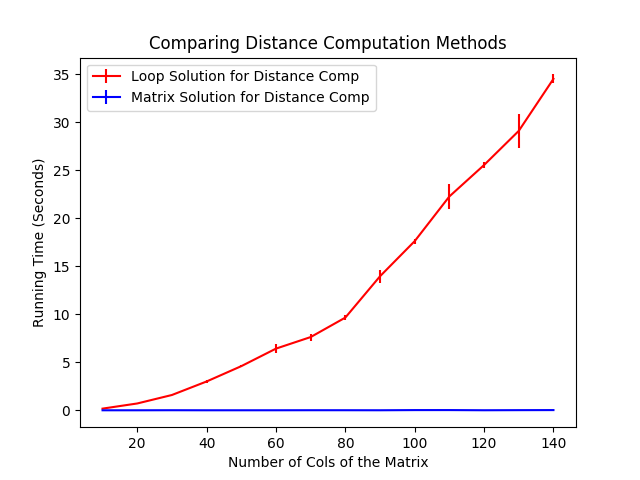 Comparing Distance Computation Methods
Loop Solution for Distance Comp
Matrix Solution for Distance Comp
Running Time (Seconds)
35
30
25
20
15
10
5
0
20 40 60 80 100 120 140
Number of Cols of the Matrix